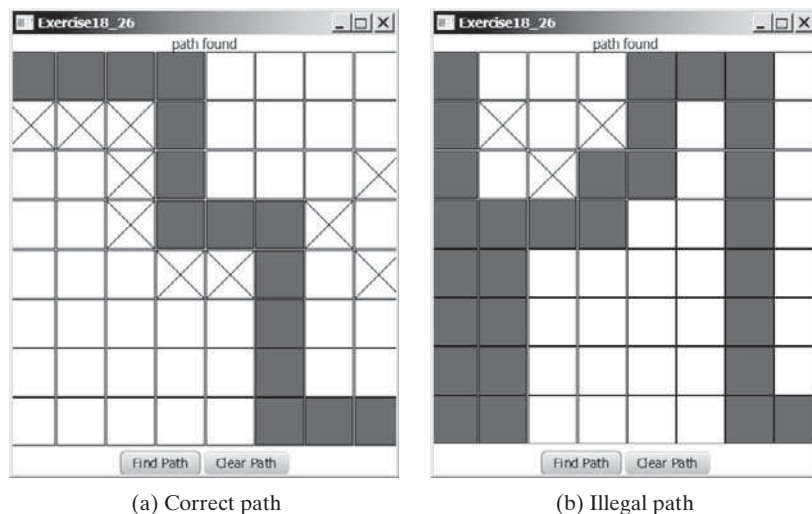 Exercise18_26
path found
Find Path Clear Path
(a) Correct path
Exercise18_26
path found
Find Path Clear Path
(b) Illegal path